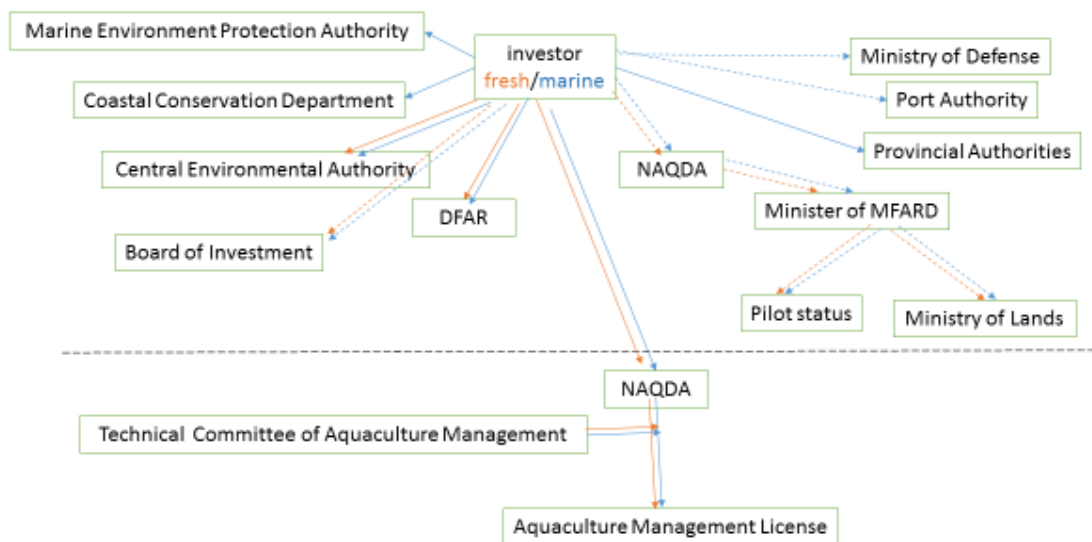 Marine Environment Protection Authority
investor
fresh/marine
Ministry of Defense
Coastal Conservation Department
Port Authority
Central Environmental Authority
NAQDA
Provincial Authorities
DFAR
Minister of MFARD
Board of Investment
Pilot status
Ministry of Lands
NAQDA
Technical Committee of Aquaculture Management
Aquaculture Management License